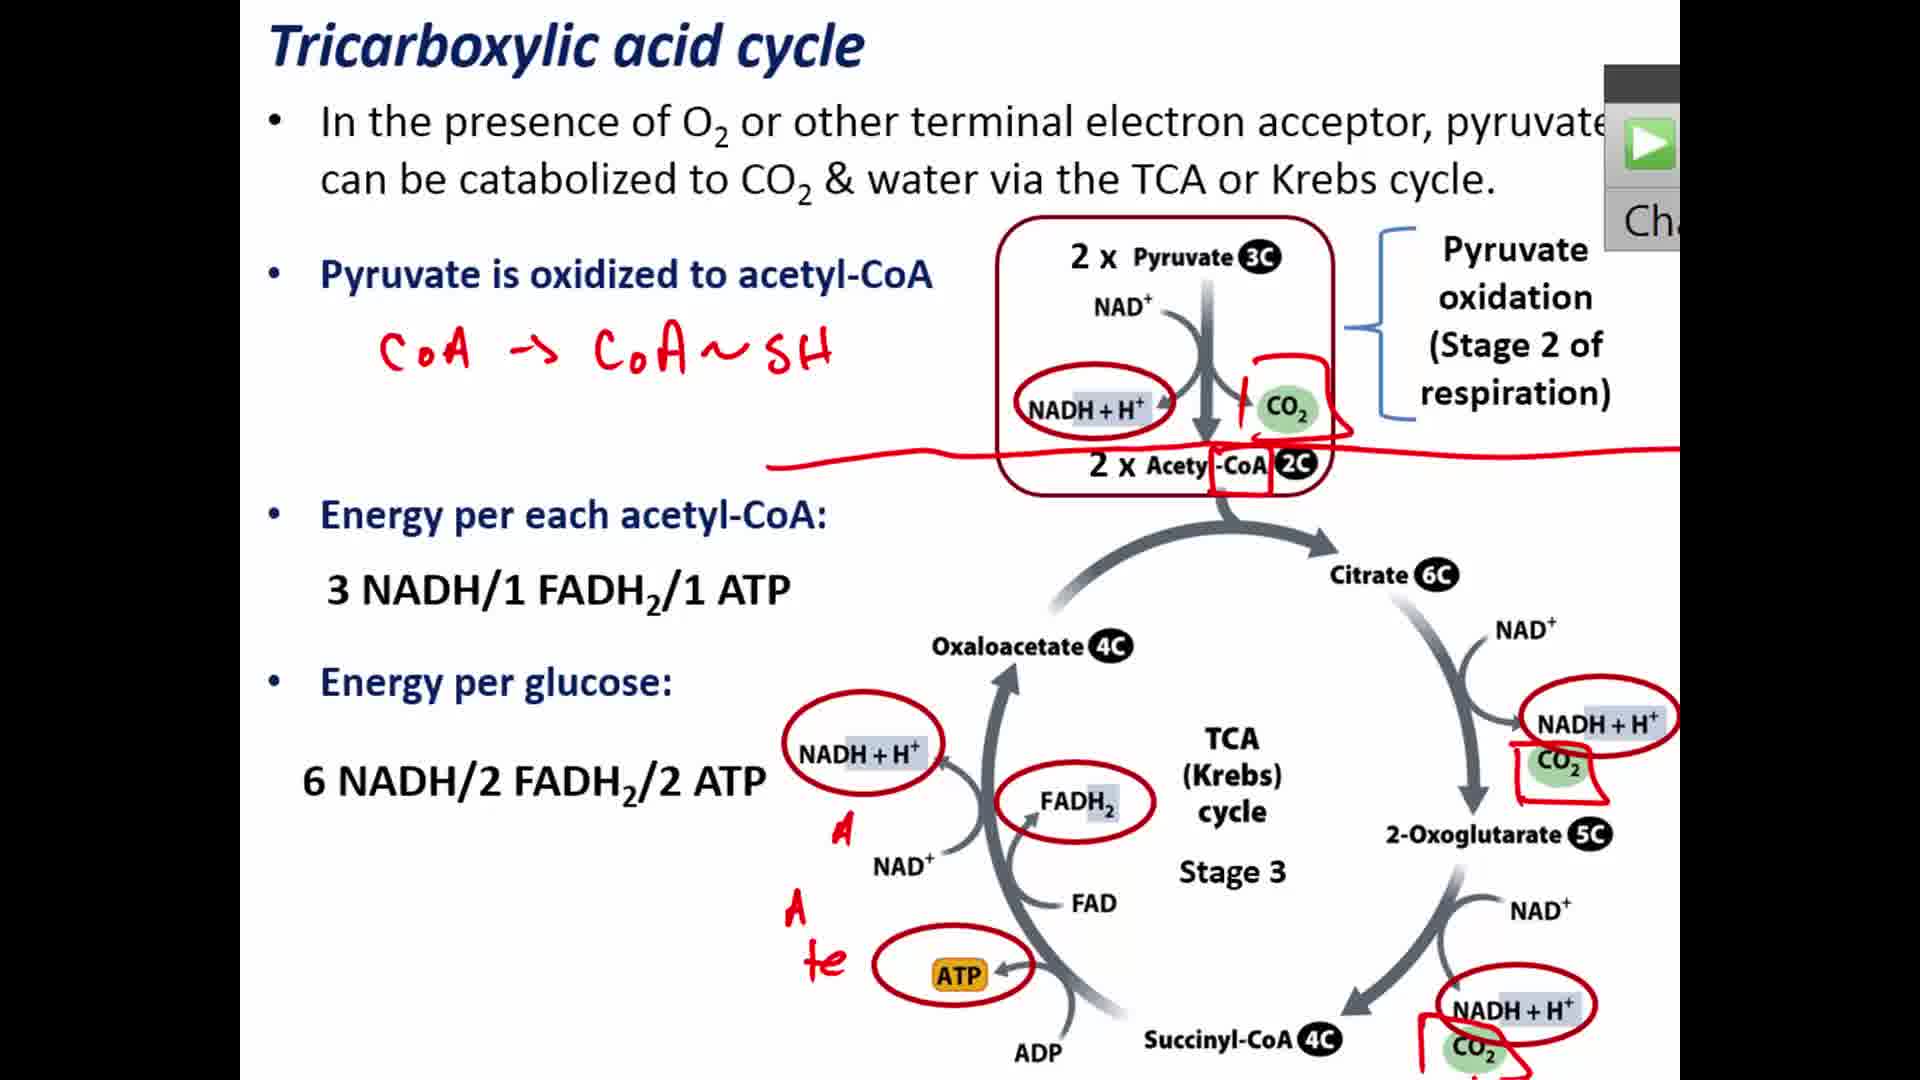 Tricarboxylic acid cycle
• In the presence of O₂ or other terminal electron acceptor, pyruvate
can be catabolized to CO₂ & water via the TCA or Krebs cycle.
Cha
• Pyruvate is oxidized to acetyl-CoA
CoA → CoA ~ SH
2 x Pyruvate 3C
NAD⁺
NADH + H⁺
CO₂
2 x Acety -CoA 2C
Pyruvate
oxidation
(Stage 2 of
respiration)
• Energy per each acetyl-CoA:
3 NADH/1 FADH₂/1 ATP
• Energy per glucose:
6 NADH/2 FADH₂/2 ATP
Citrate 6C
NAD⁺
NADH + H⁺
CO₂
2-Oxoglutarate 5C
NAD⁺
NADH + H⁺
CO₂
Succinyl-CoA 4C
ADP
ATP
FAD
FADH₂
NAD⁺
NADH + H⁺
Oxaloacetate 4C
TCA
(Krebs)
cycle
Stage 3
A
A
te